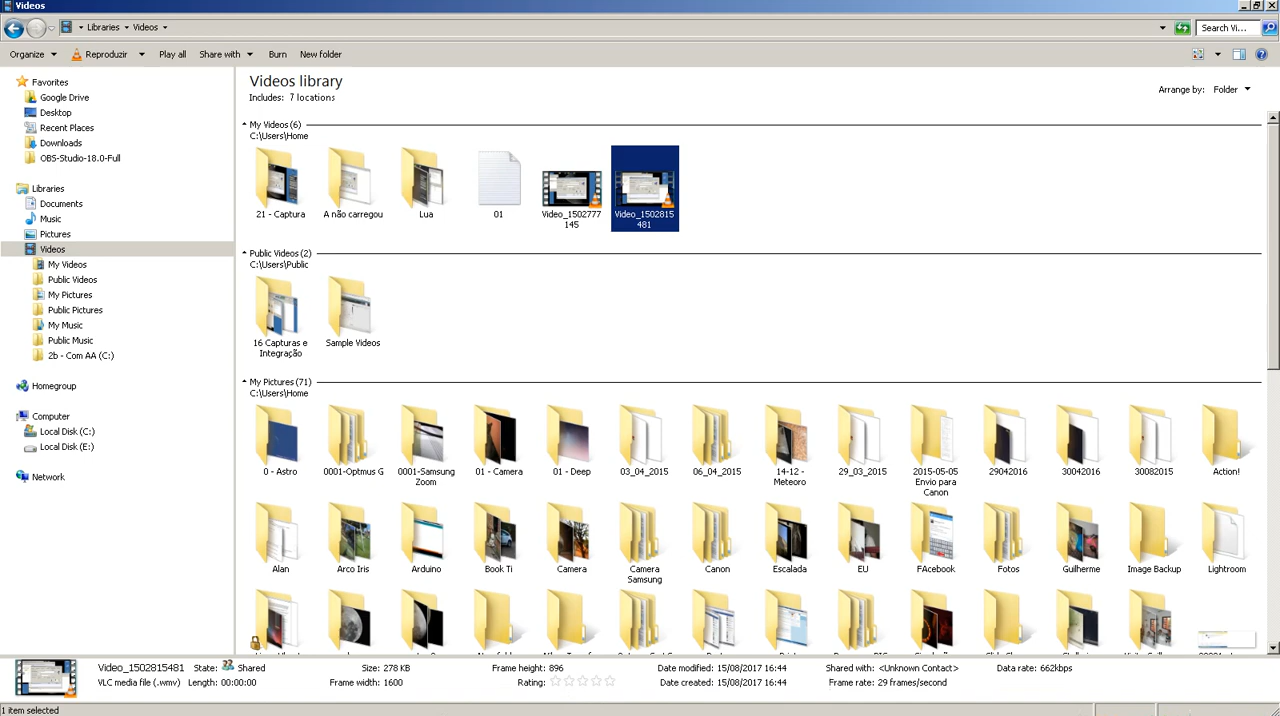 Videos
Libraries Videos
Search Vi...
Organize Reproduzir Play all Share with Burn New folder
Favorites
Google Drive
Desktop
Recent Places
Downloads
OBS-Studio-18.0-Full
Libraries
Documents
Music
Pictures
Videos
My Videos
Public Videos
My Pictures
Public Pictures
My Music
Public Music
2b - Com AA (C:)
Homegroup
Computer
Local Disk (C:)
Local Disk (E:)
Network
Videos library
Includes: 7 locations
Arrange by: Folder
My Videos (6)
C:\Users\Home
21 - Captura
A não carregou
Lua
01
Video_1502777
145
Video_1502815
481
Public Videos (2)
C:\Users\Public
16 Capturas e
Integração
Sample Videos
My Pictures (71)
C:\Users\Home
0 - Astro
0001-Optmus G
0001-Samsung
Zoom
01 - Camera
01 - Deep
03_04_2015
06_04_2015
14-12 -
Meteoro
29_03_2015
2015-05-05
Envio para
Canon
29042016
30042016
30082015
Action!
Alan
Arco Iris
Arduino
Book Ti
Camera
Camera
Samsung
Canon
Escalada
EU
FAcebook
Fotos
Guilherme
Image Backup
Lightroom
Video_1502815481 State: Shared Size: 278 KB Frame height: 896 Date modified: 15/08/2017 16:44 Shared with: <Unknown Contact> Data rate: 662kbps
VLC media file (.wmv) Length: 00:00:00 Frame width: 1600 Rating: Date created: 15/08/2017 16:44 Frame rate: 29 frames/second
1 item selected